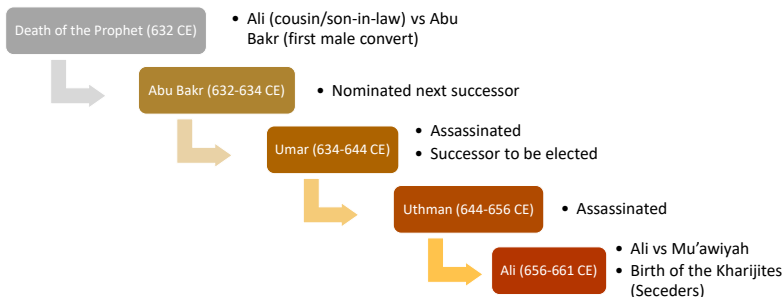 Death of the Prophet (632 CE)
• Ali (cousin/son-in-law) vs Abu
Bakr (first male convert)
Abu Bakr (632-634 CE)
• Nominated next successor
Umar (634-644 CE)
• Assassinated
• Successor to be elected
Uthman (644-656 CE)
• Assassinated
Ali (656-661 CE)
• Ali vs Mu’awiyah
• Birth of the Kharijites
(Seceders)